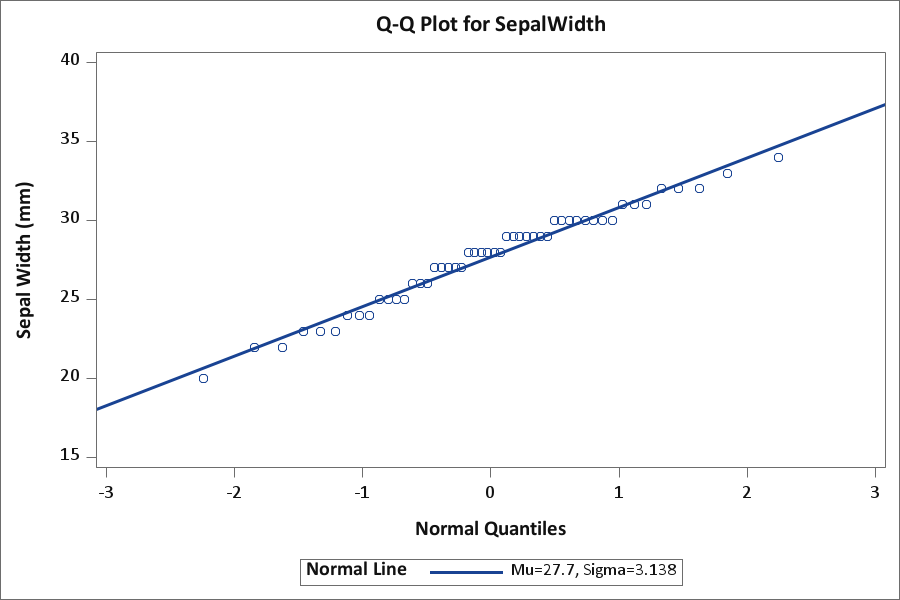 Q-Q Plot for SepalWidth
Sepal Width (mm)
40
35
30
25
20
15
-3 -2 -1 0 1 2 3
Normal Quantiles
Normal Line Mu=27.7, Sigma=3.138